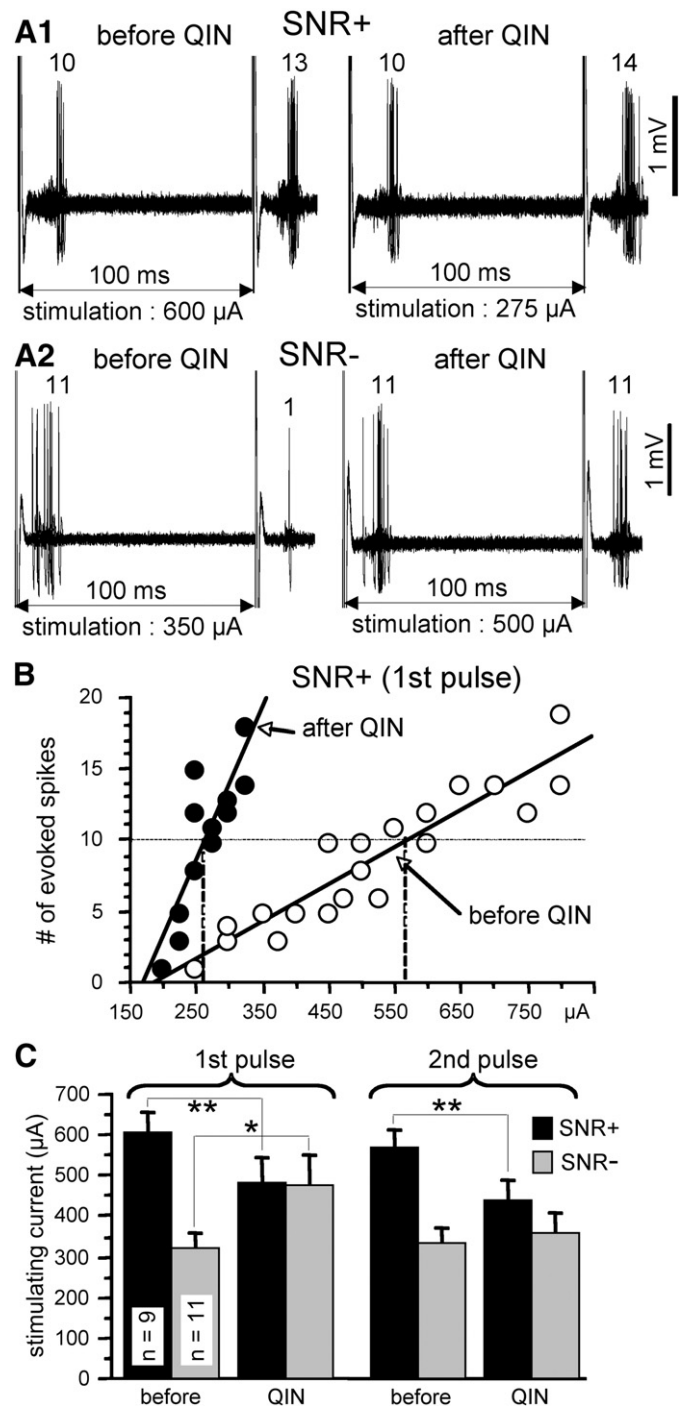 A1 before QIN SNR+ after QIN
10 13 10 14
1 mV
100 ms 100 ms
stimulation : 600 µA stimulation : 275 µA
A2 before QIN SNR- after QIN
11 1 11 11
1 mV
100 ms 100 ms
stimulation : 350 µA stimulation : 500 µA
B SNR+ (1st pulse)
# of evoked spikes
20
15
10
5
0
after QIN
before QIN
150 250 350 450 550 650 750 µA
C 1st pulse 2nd pulse
stimulating current (µA)
700
600
500
400
300
200
100
0
** * **
SNR+
SNR-
n = 9 n = 11
before QIN before QIN